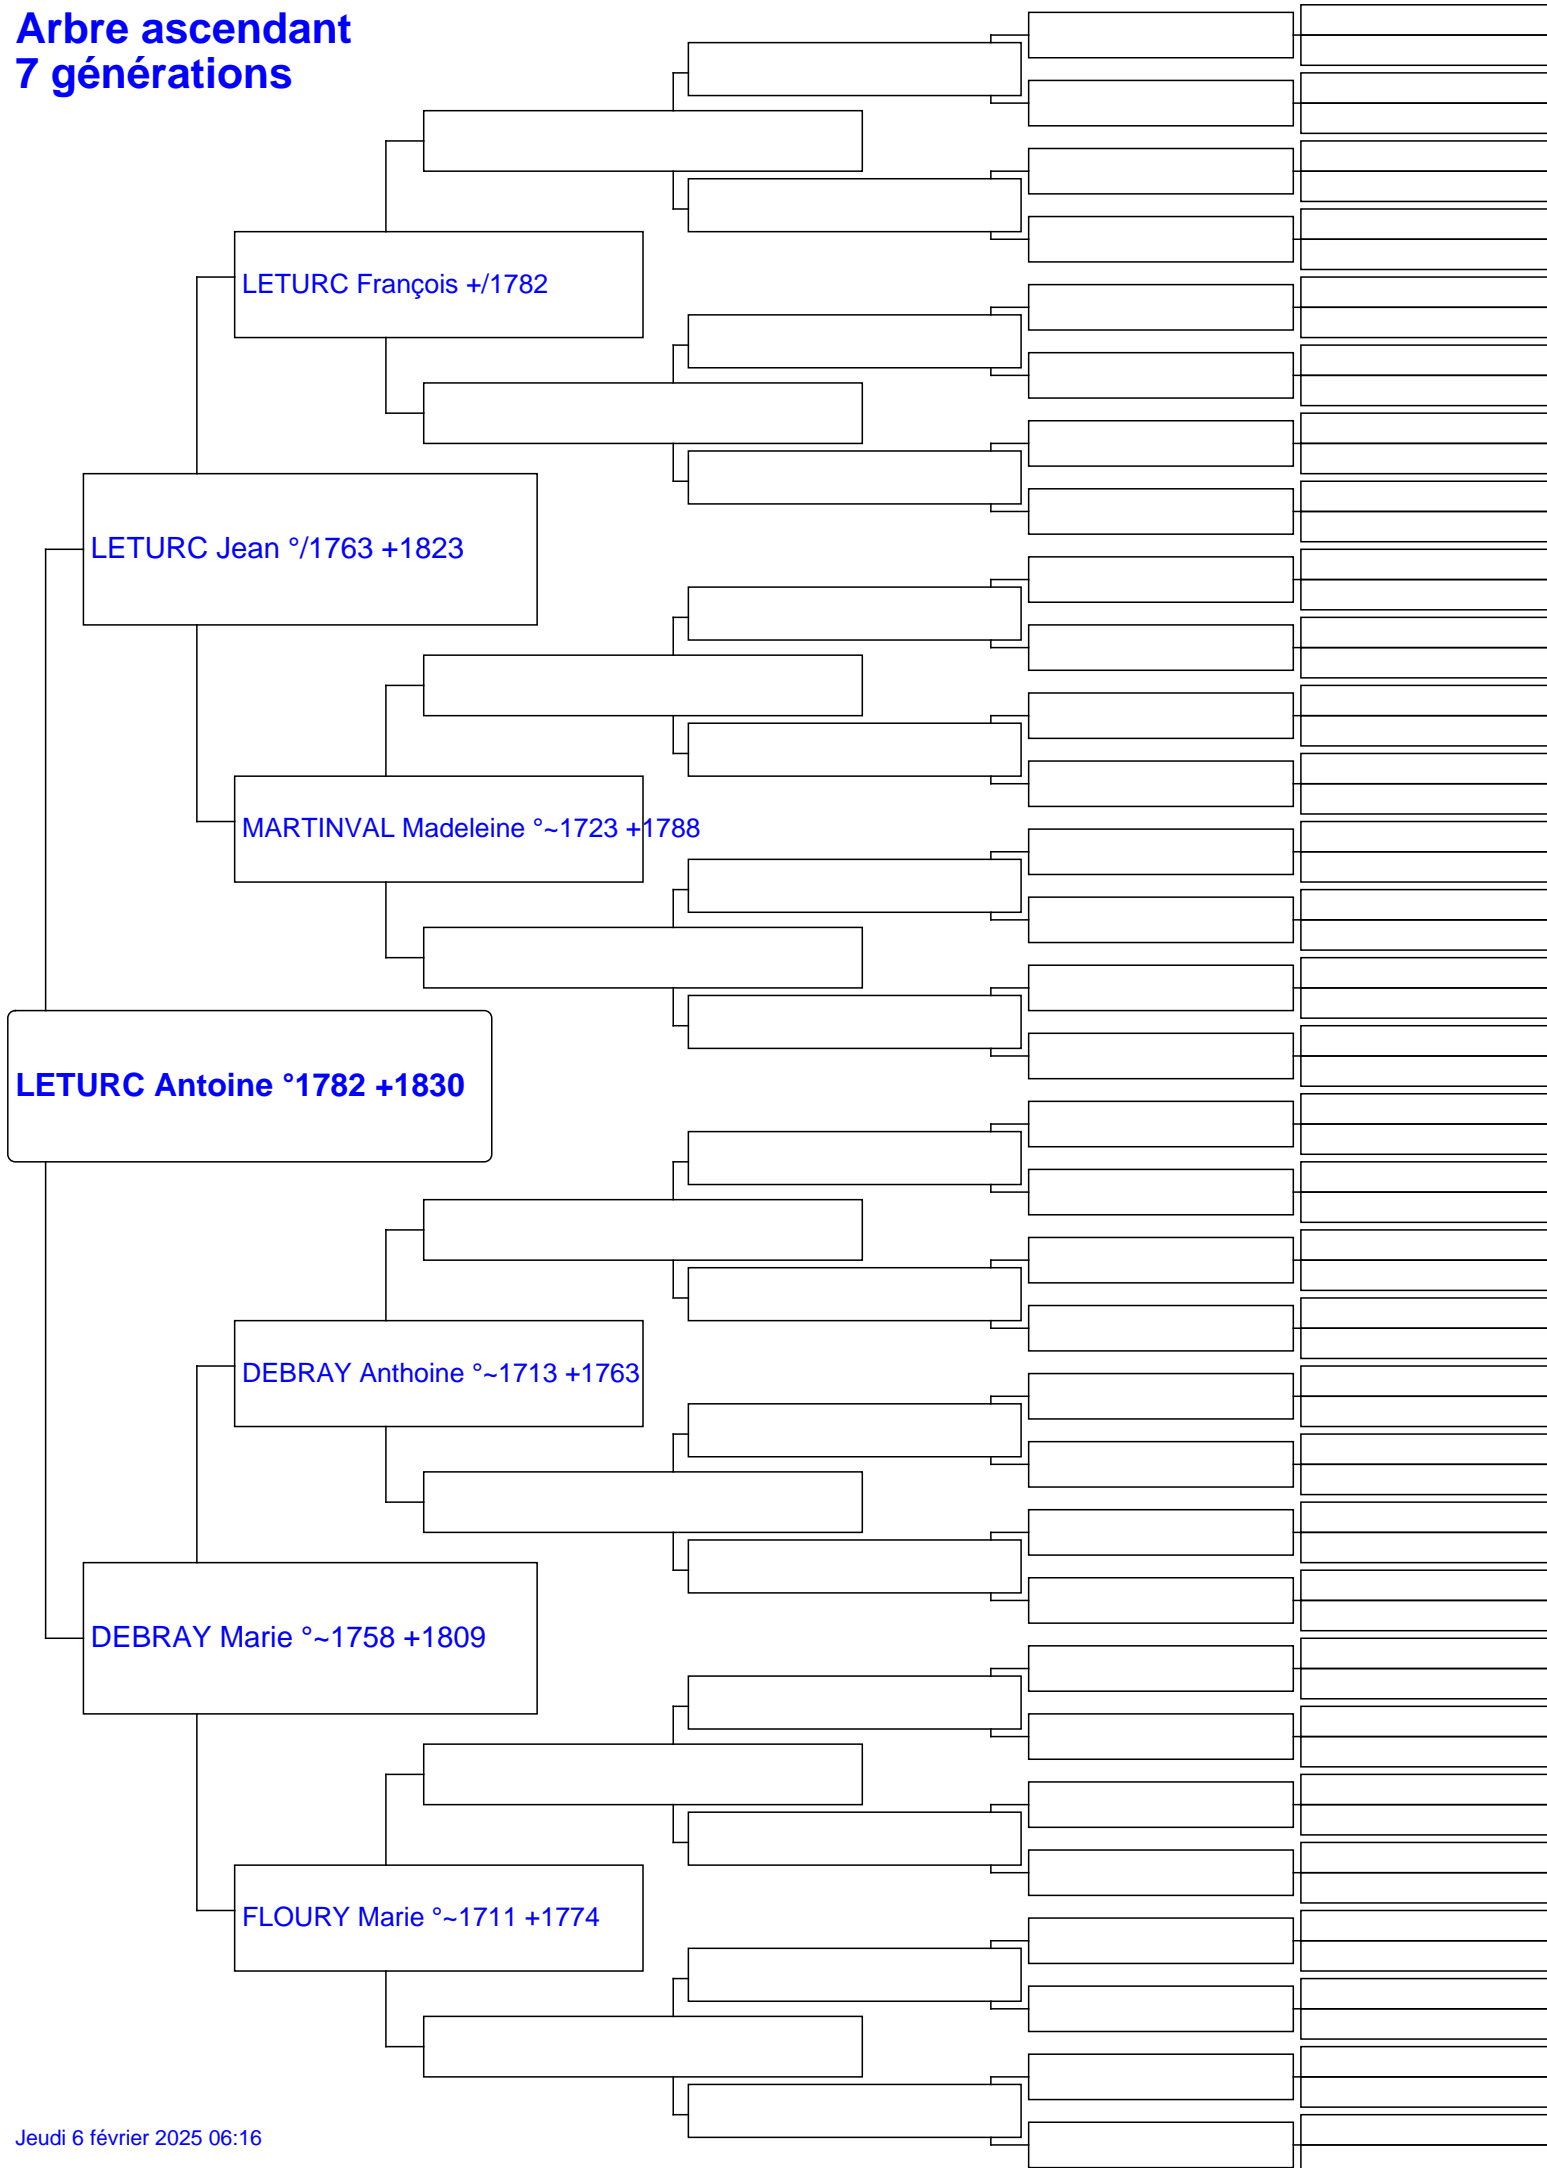 Arbre ascendant
7 générations
LETURC François +/1782
LETURC Jean °/1763 +1823
MARTINVAL Madeleine °~1723 +1788
LETURC Antoine °1782 +1830
DEBRAY Anthoine °~1713 +1763
DEBRAY Marie °~1758 +1809
FLOURY Marie °~1711 +1774
Jeudi 6 février 2025 06:16